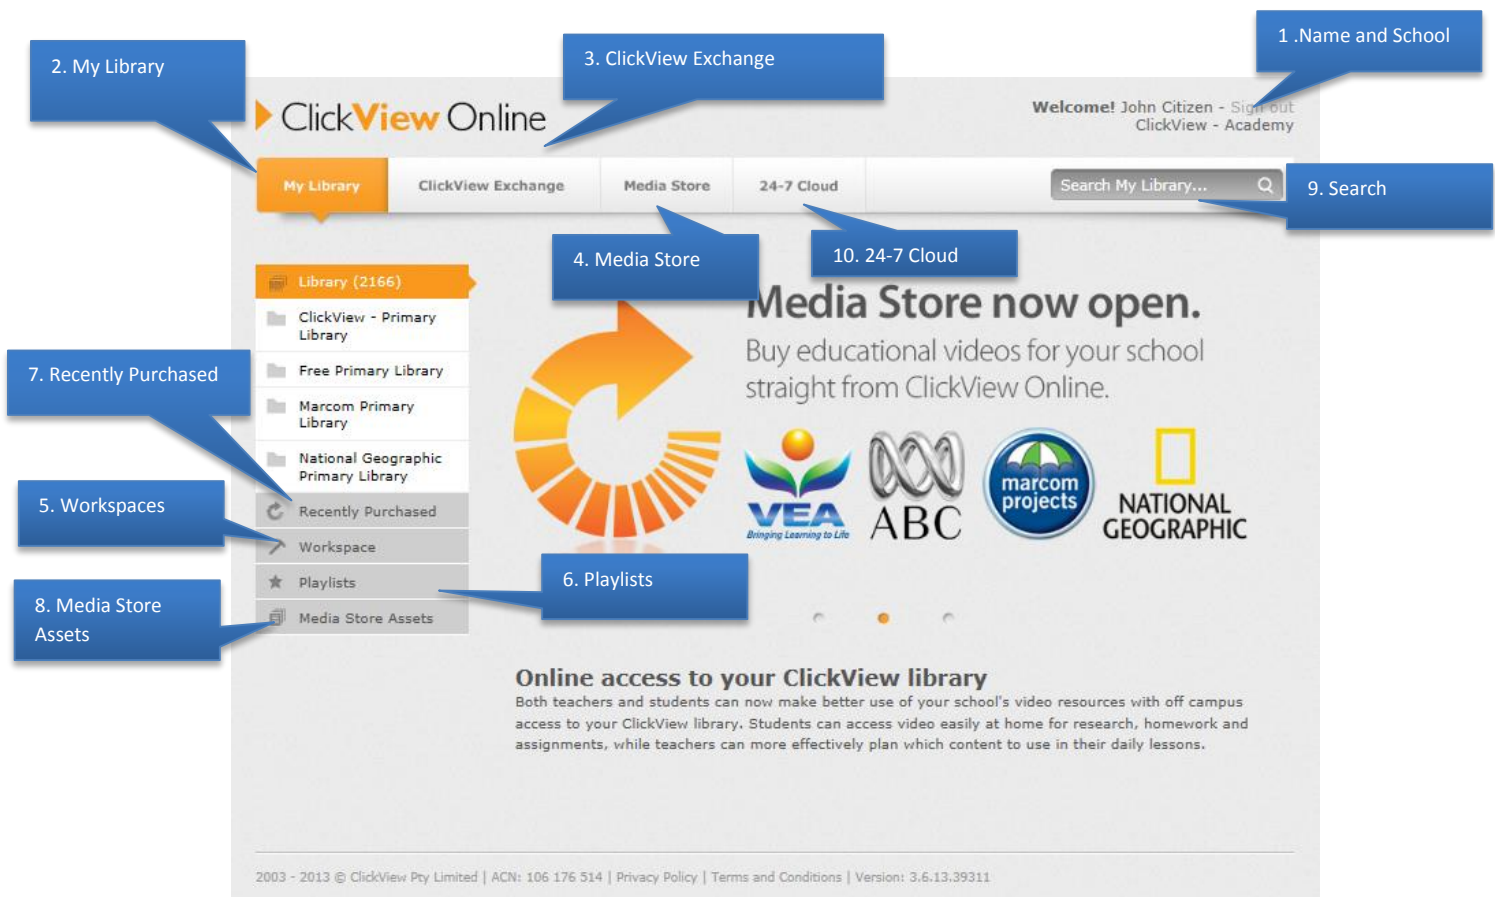 1 .Name and School
2. My Library
3. ClickView Exchange
ClickView Online
Welcome! John Citizen - Sign out
ClickView - Academy
My Library
ClickView Exchange
Media Store
24-7 Cloud
Search My Library...
9. Search
4. Media Store
10. 24-7 Cloud
Library (2166)
ClickView - Primary
Library
Free Primary Library
Marcom Primary
Library
National Geographic
Primary Library
Recently Purchased
Workspace
Playlists
Media Store Assets
7. Recently Purchased
5. Workspaces
6. Playlists
8. Media Store
Assets
Media Store now open.
Buy educational videos for your school
straight from ClickView Online.
VEA
Bringing Learning to Life
ABC
marcom
projects
NATIONAL
GEOGRAPHIC
Online access to your ClickView library
Both teachers and students can now make better use of your school's video resources with off campus
access to your ClickView library. Students can access video easily at home for research, homework and
assignments, while teachers can more effectively plan which content to use in their daily lessons.
2003 - 2013 © ClickView Pty Limited | ACN: 106 176 514 | Privacy Policy | Terms and Conditions | Version: 3.6.13.39311